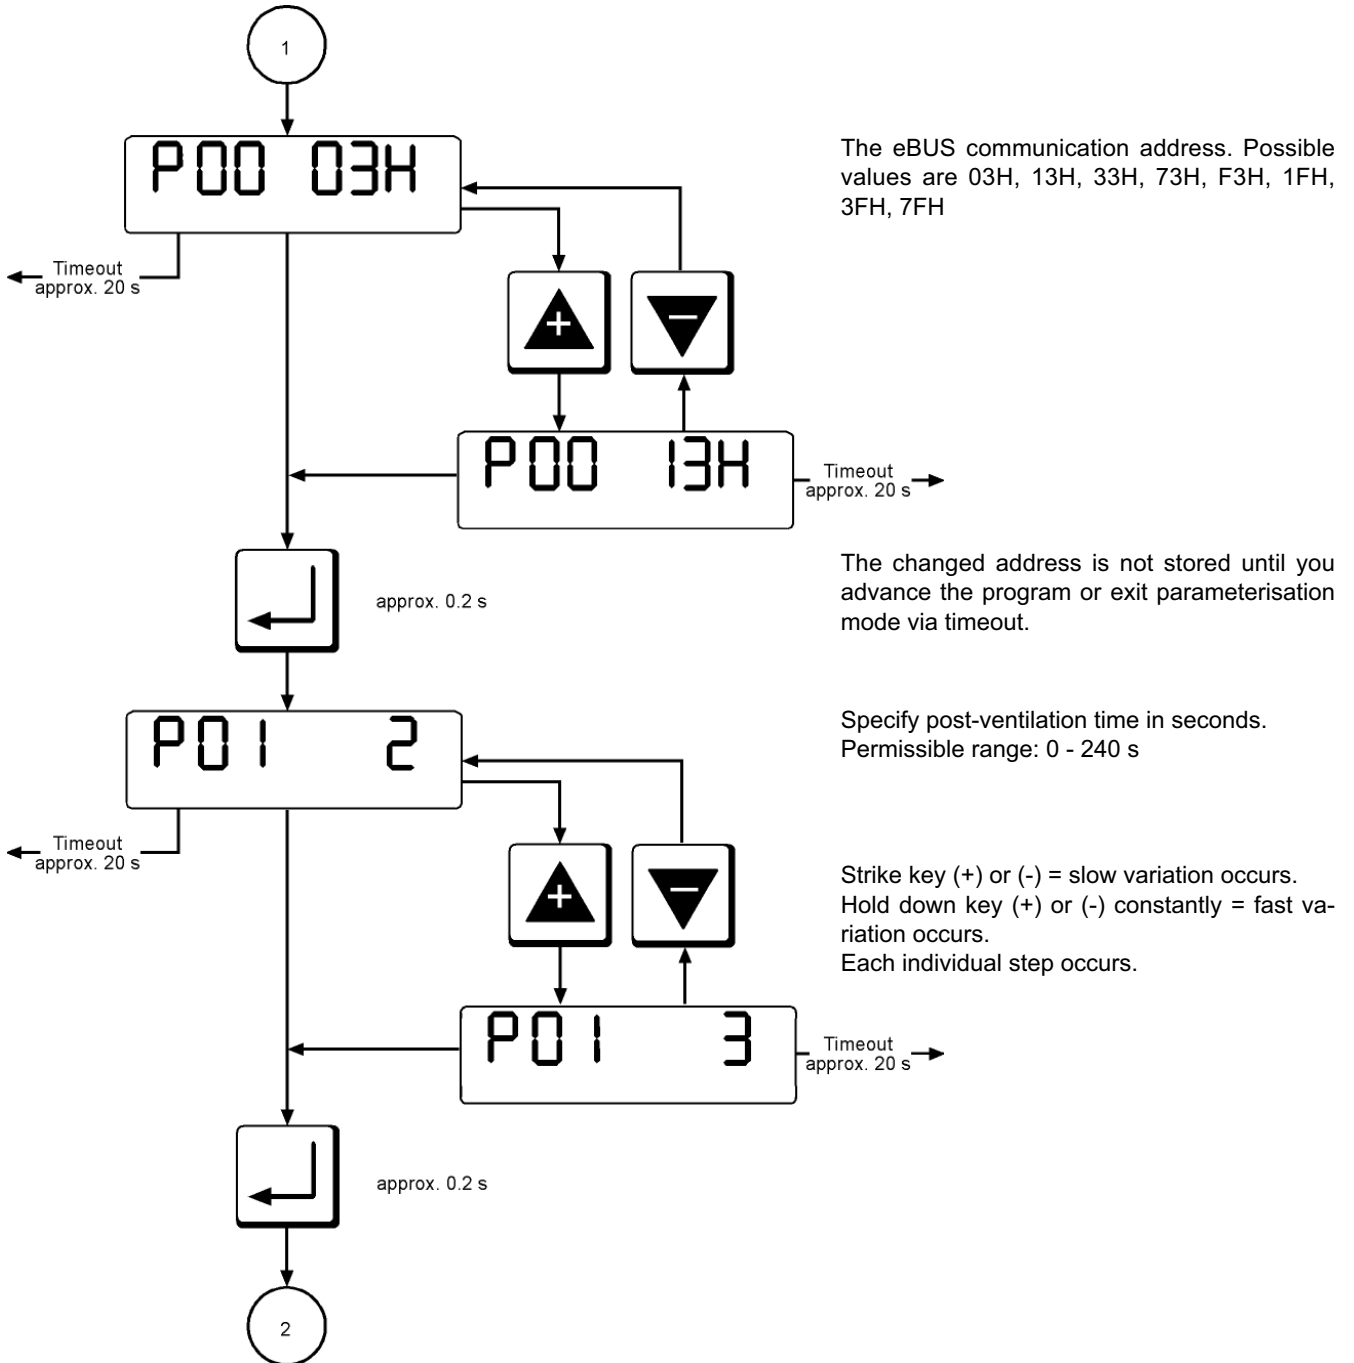 1
P00 03H
The eBUS communication address. Possible
values are 03H, 13H, 33H, 73H, F3H, 1FH,
3FH, 7FH
Timeout
approx. 20 s
+
−
P00 13H
Timeout
approx. 20 s
The changed address is not stored until you
advance the program or exit parameterisation
mode via timeout.
approx. 0.2 s
P01 2
Specify post-ventilation time in seconds.
Permissible range: 0 - 240 s
Timeout
approx. 20 s
+
−
Strike key (+) or (-) = slow variation occurs.
Hold down key (+) or (-) constantly = fast va-
riation occurs.
Each individual step occurs.
P01 3
Timeout
approx. 20 s
approx. 0.2 s
2